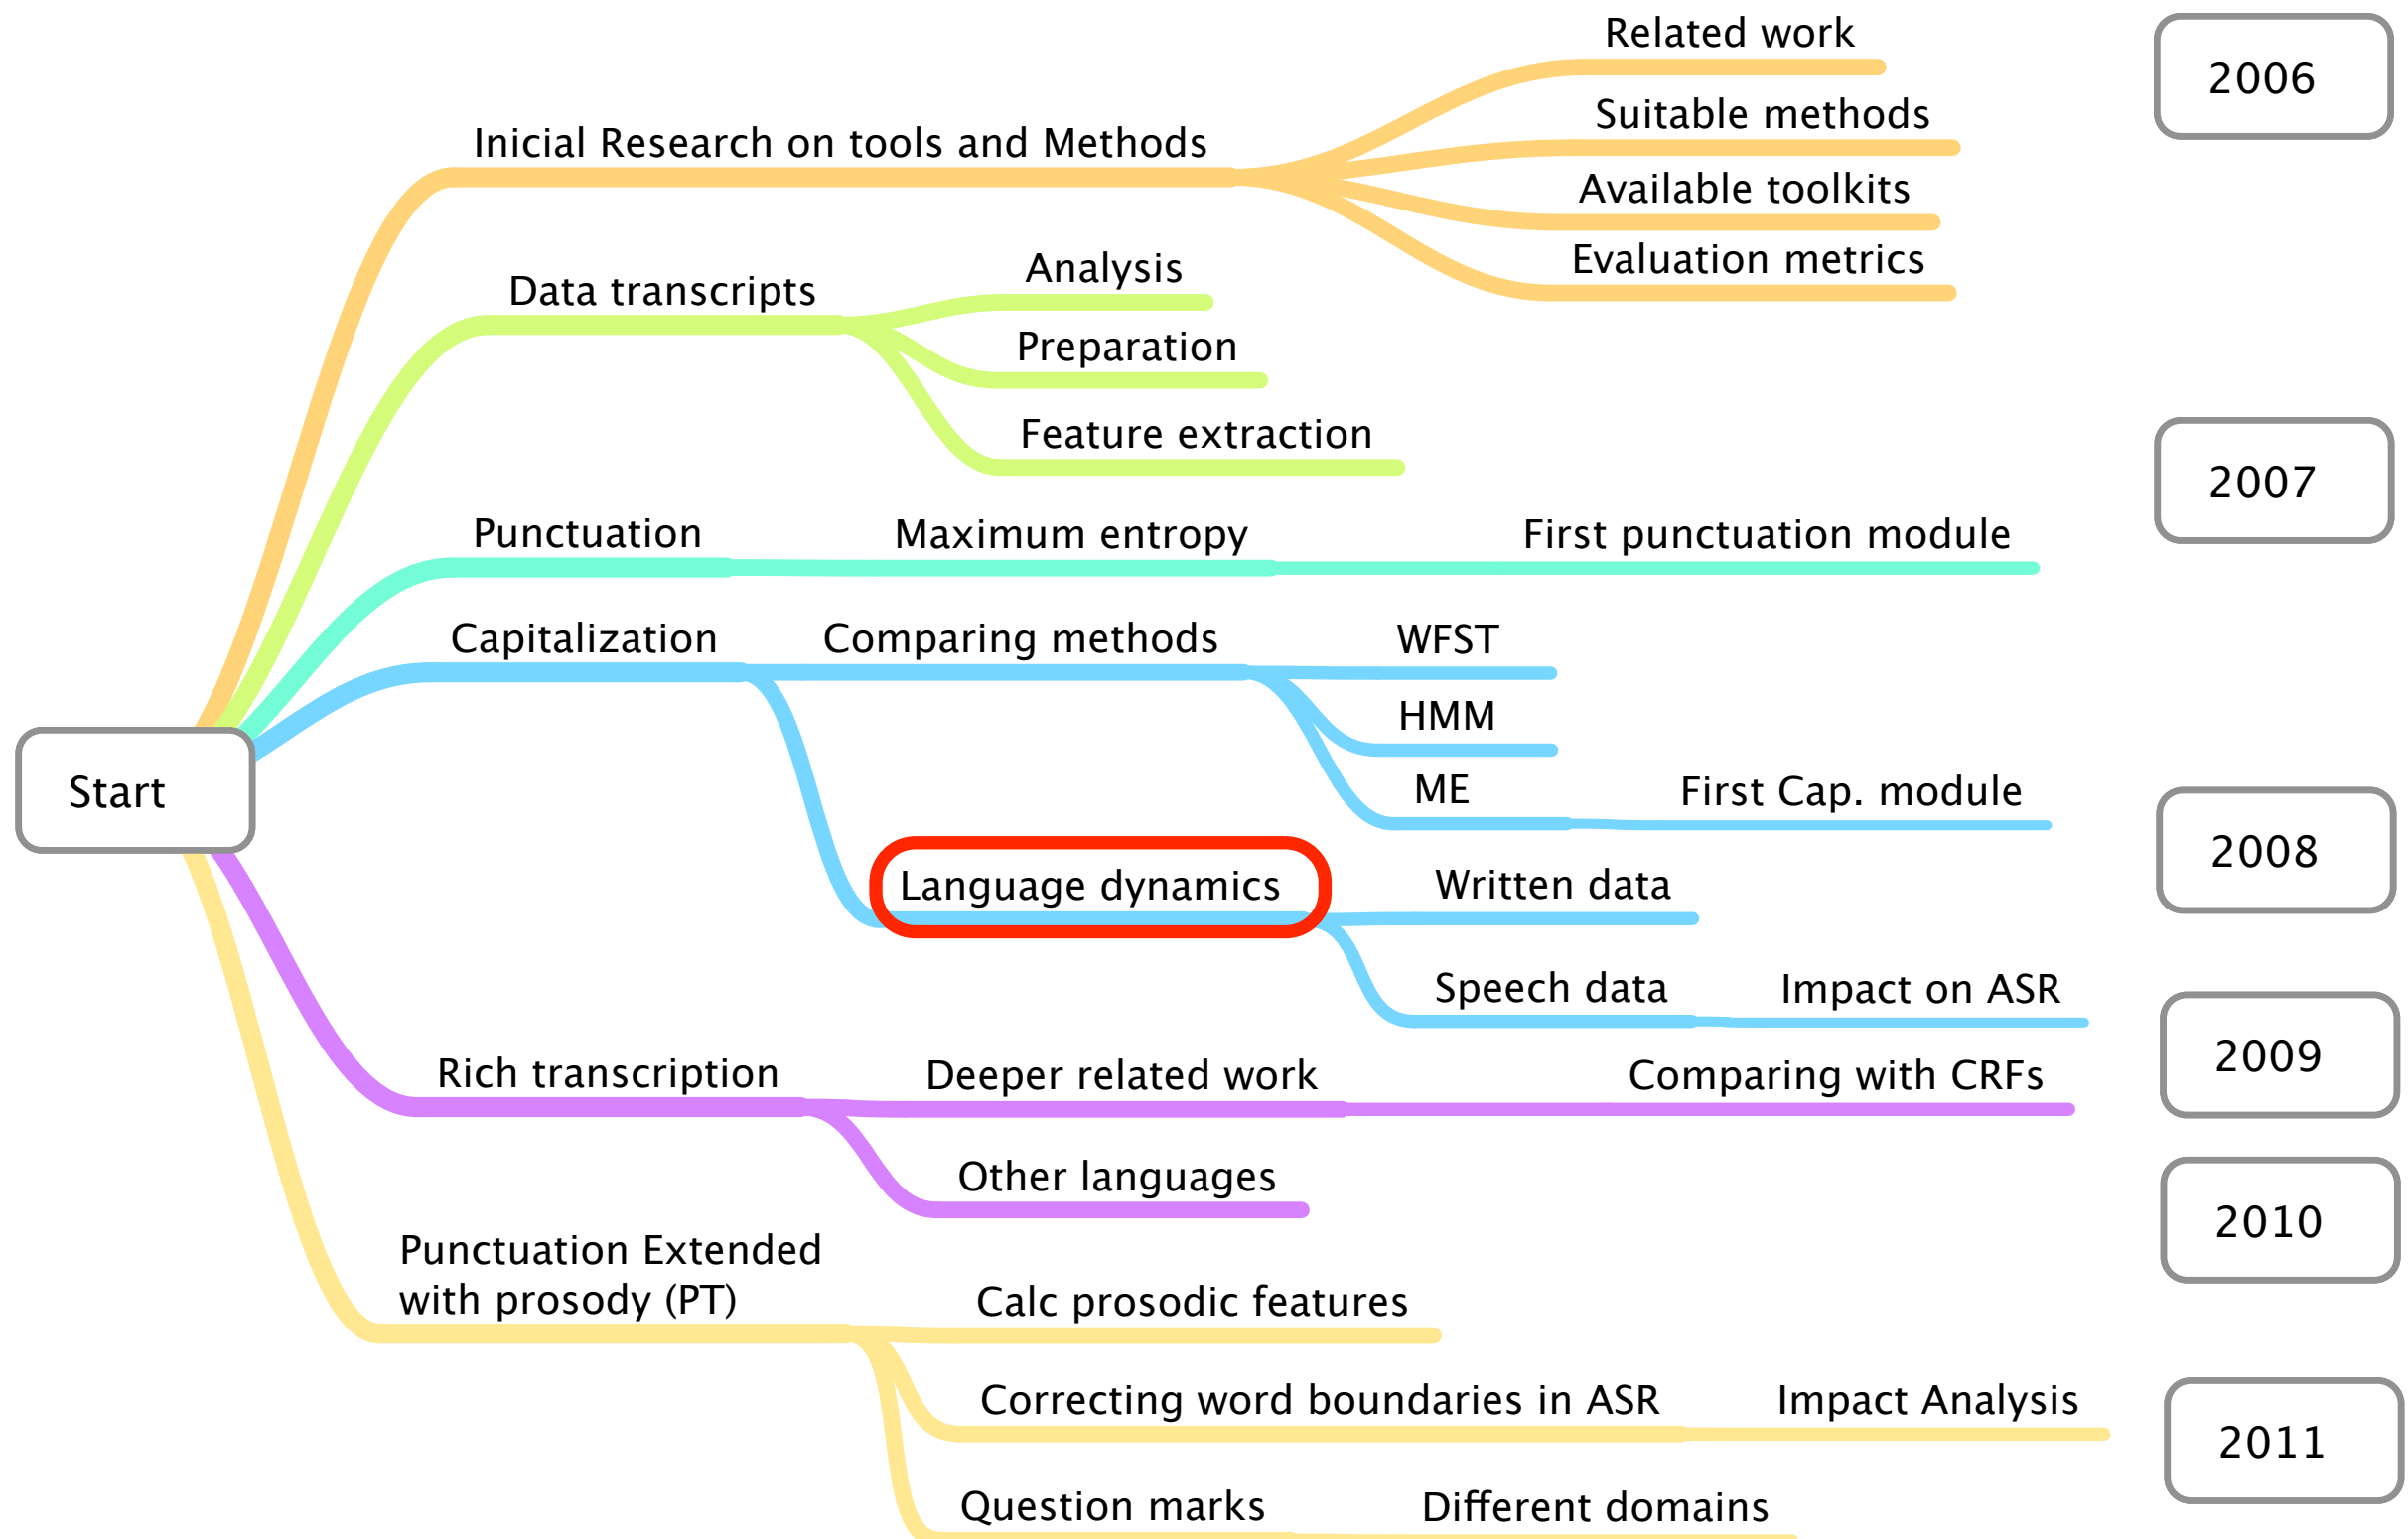 Related work
2006
Suitable methods
Inicial Research on tools and Methods
Available toolkits
Evaluation metrics
Data transcripts
Analysis
Preparation
Feature extraction
2007
Punctuation
Maximum entropy
First punctuation module
Capitalization
Comparing methods
WFST
HMM
ME
First Cap. module
Start
2008
Language dynamics
Written data
Speech data
Impact on ASR
2009
Rich transcription
Deeper related work
Comparing with CRFs
Other languages
2010
Punctuation Extended
with prosody (PT)
Calc prosodic features
Correcting word boundaries in ASR
Impact Analysis
2011
Question marks
Different domains